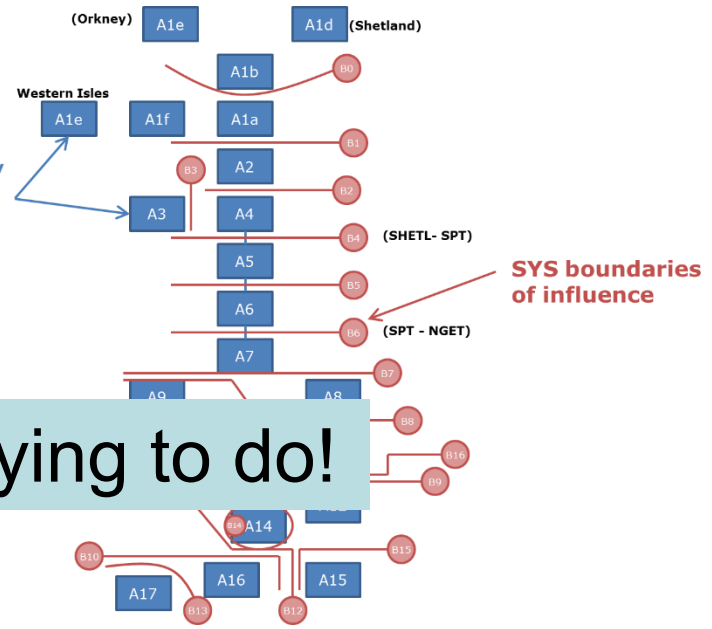 (Orkney) A1e A1d (Shetland)
A1b B0
Western Isles
A1e A1f A1a
B1
B3 A2
B2
A3 A4
B4 (SHETL- SPT)
A5
SYS boundaries
of influence
B5
A6
B6 (SPT - NGET)
A7
B7
A9 A8
B8
ying to do!
B16
B9
B14 A14
B10 B15
A17 A16 A15
B13 B12